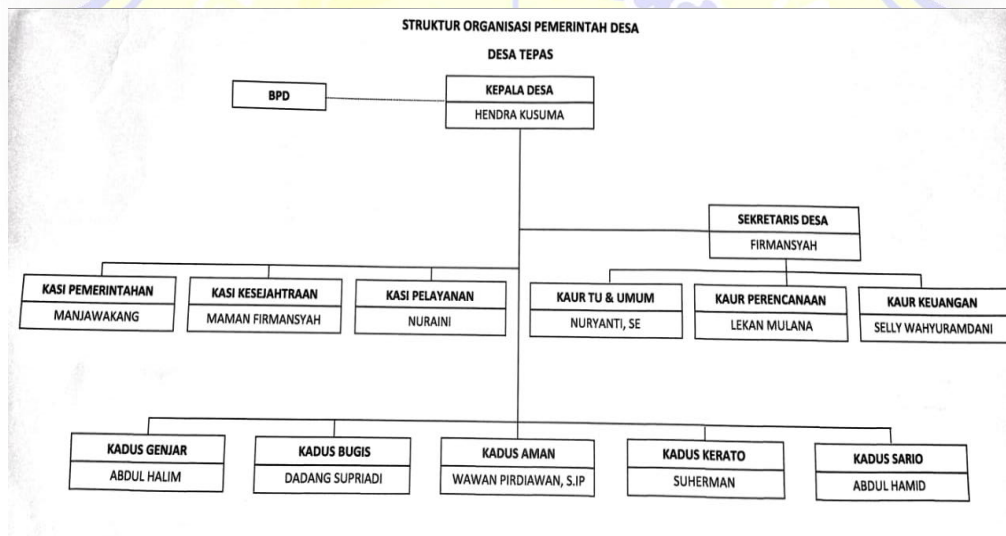 STRUKTUR ORGANISASI PEMERINTAH DESA
DESA TEPAS
BPD
KEPALA DESA
HENDRA KUSUMA
SEKRETARIS DESA
FIRMANSYAH
KASI PEMERINTAHAN
MANJAWAKANG
KASI KESEJAHTRAAN
MAMAN FIRMANSYAH
KASI PELAYANAN
NURAINI
KAUR TU & UMUM
NURYANTI, SE
KAUR PERENCANAAN
LEKAN MULANA
KAUR KEUANGAN
SELLY WAHYURAMDANI
KADUS GENJAR
ABDUL HALIM
KADUS BUGIS
DADANG SUPRIADI
KADUS AMAN
WAWAN PIRDIAWAN, S.IP
KADUS KERATO
SUHERMAN
KADUS SARIO
ABDUL HAMID